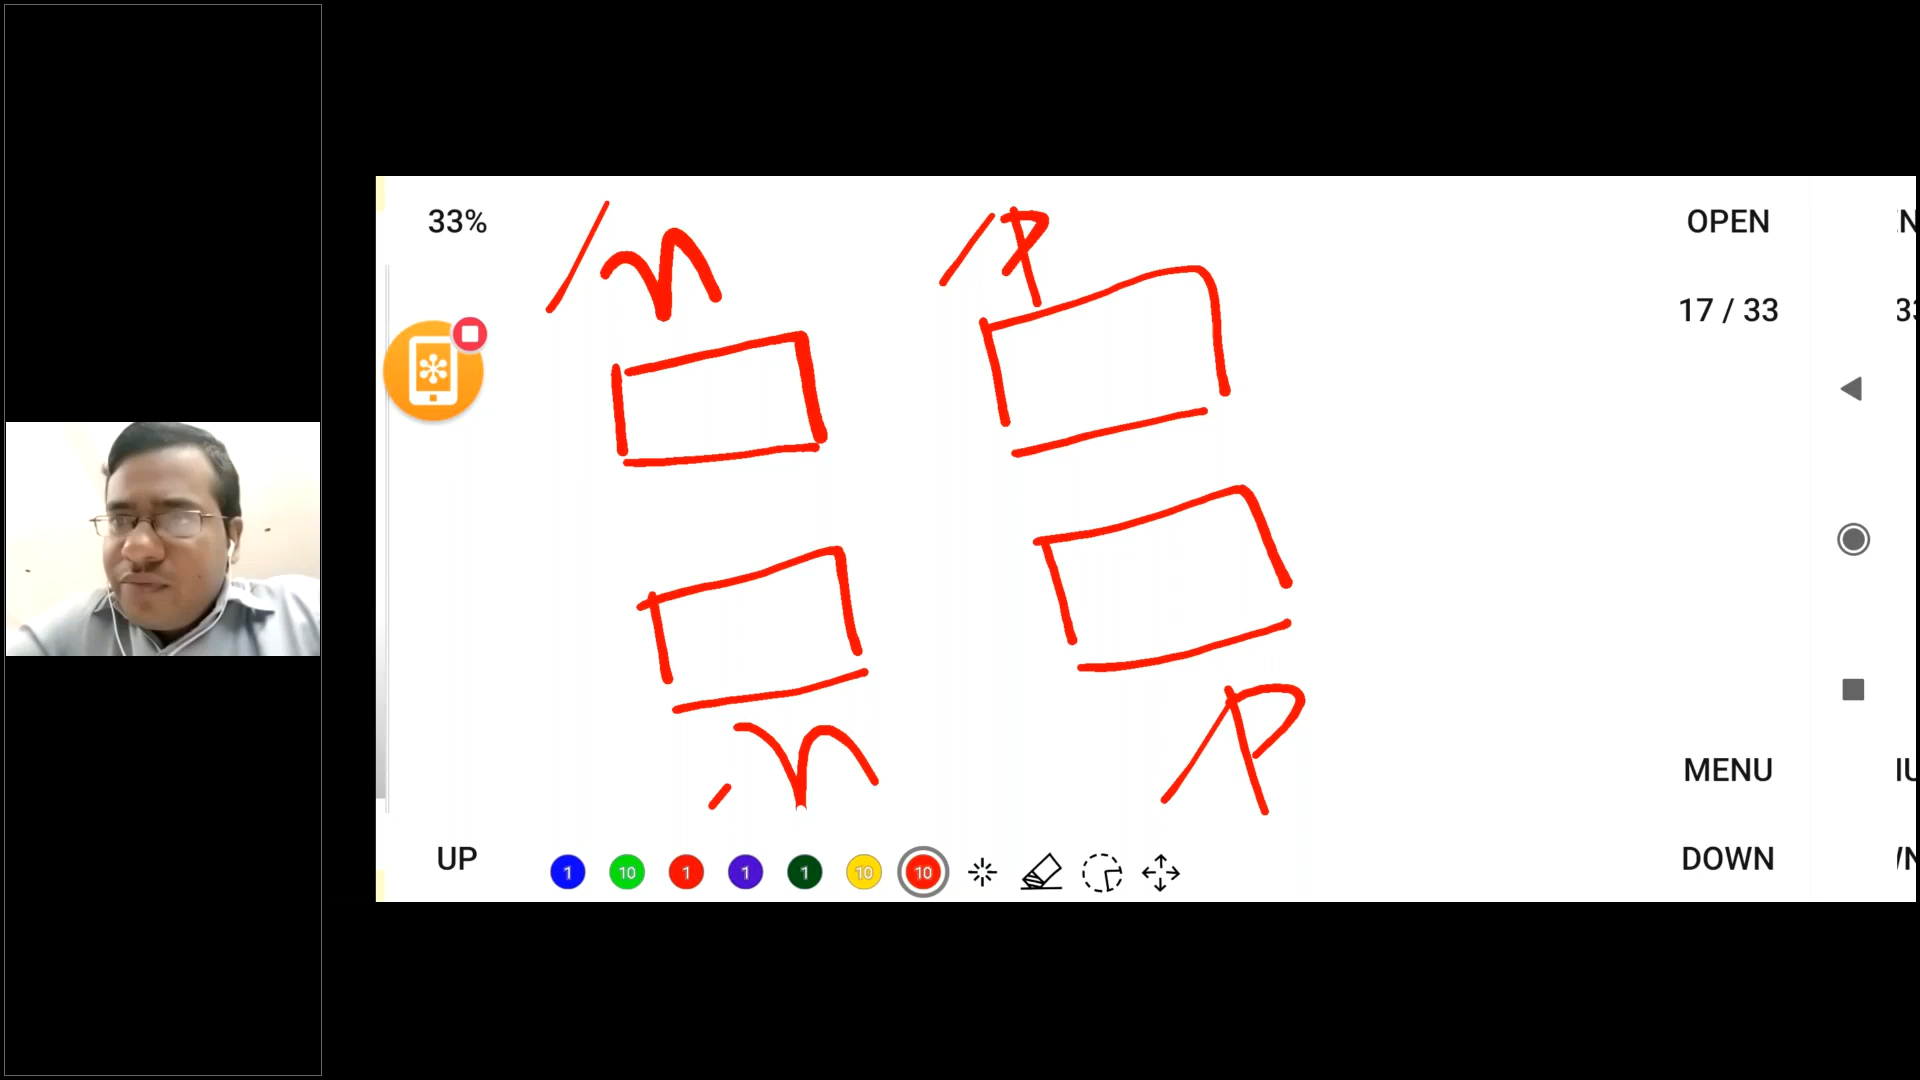 33%
/n
/P
OPEN
17 / 33
/n
/P
MENU
UP
1 10 1 1 1 10 10
DOWN